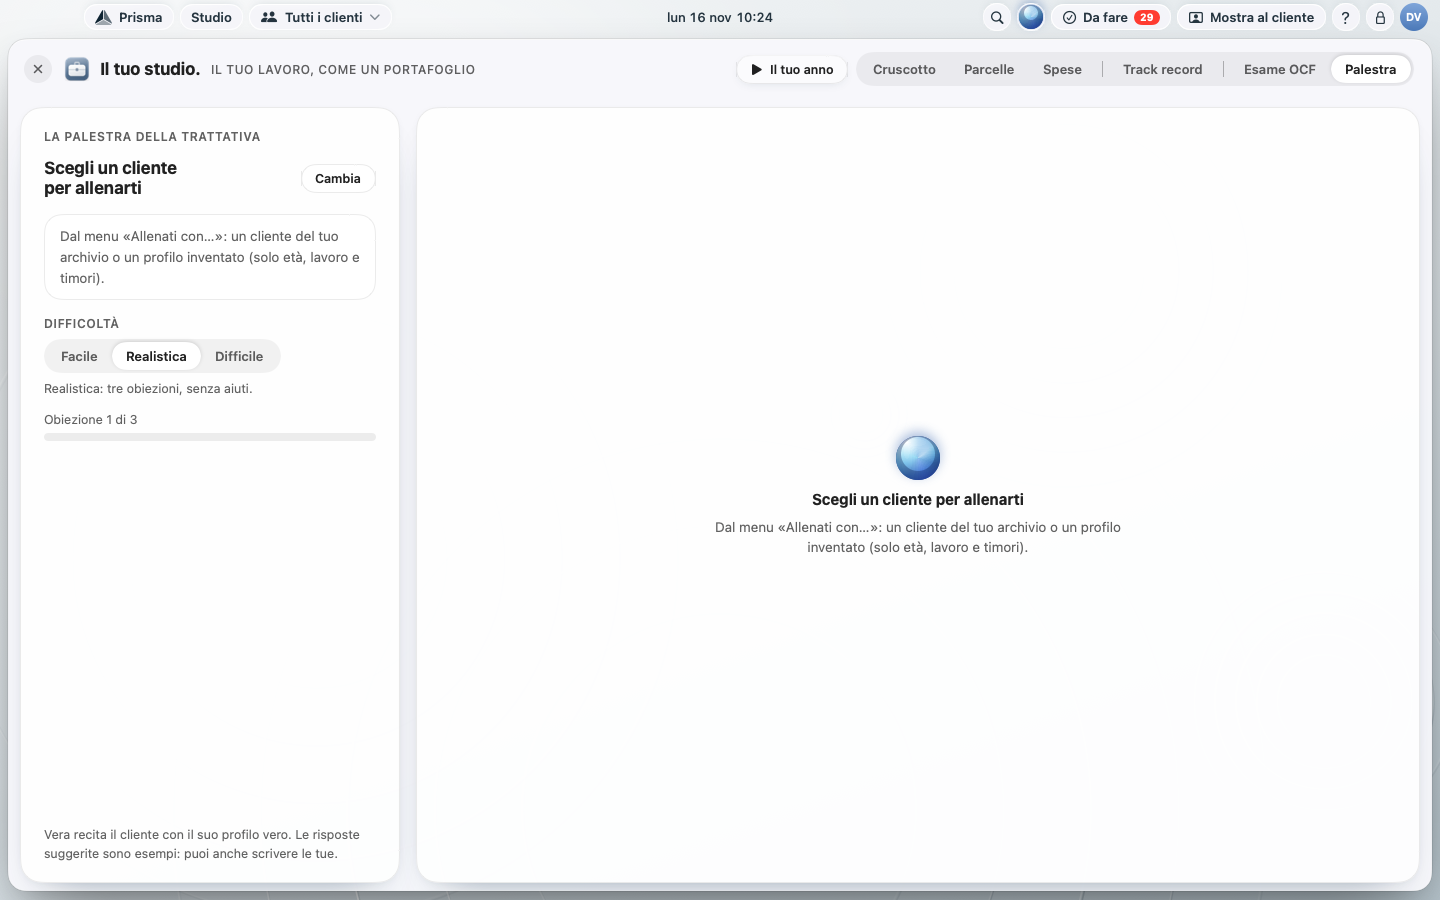 Prisma
Studio
Tutti i clienti
lun 16 nov 10:24
Da fare 29
Mostra al cliente
?
DV
Il tuo studio. IL TUO LAVORO, COME UN PORTAFOGLIO
Il tuo anno
Cruscotto
Parcelle
Spese
Track record
Esame OCF
Palestra
LA PALESTRA DELLA TRATTATIVA
Scegli un cliente
per allenarti
Cambia
Dal menu «Allenati con…»: un cliente del tuo
archivio o un profilo inventato (solo età, lavoro e
timori).
DIFFICOLTÀ
Facile
Realistica
Difficile
Realistica: tre obiezioni, senza aiuti.
Obiezione 1 di 3
Vera recita il cliente con il suo profilo vero. Le risposte
suggerite sono esempi: puoi anche scrivere le tue.
Scegli un cliente per allenarti
Dal menu «Allenati con…»: un cliente del tuo archivio o un profilo
inventato (solo età, lavoro e timori).